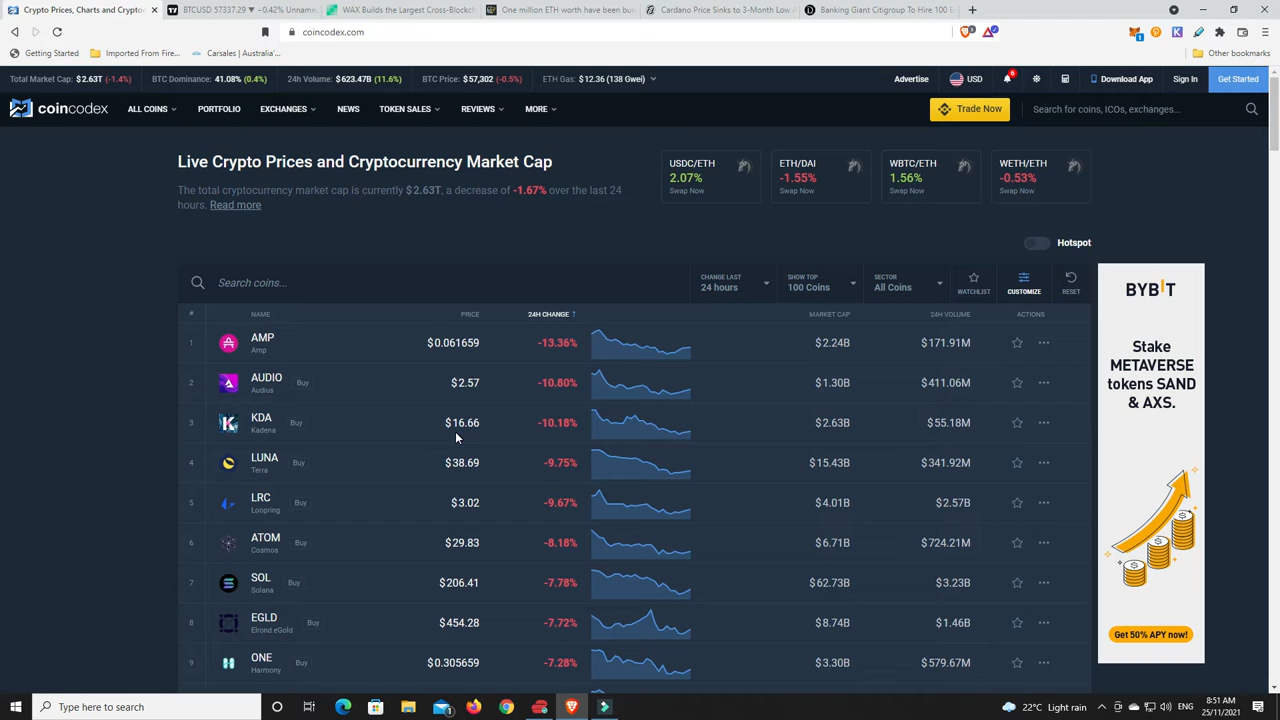 Crypto Prices, Charts and Cryptoc
BTCUSD 57337.29 ▼ −0.42% Unname
WAX Builds the Largest Cross-Blockch
One million ETH worth have been bur
Cardano Price Sinks to 3-Month Low A
Banking Giant Citigroup To Hire 100 B
coincodex.com
Getting Started
Imported From Fire...
Carsales | Australia'...
Other bookmarks
Total Market Cap: $2.63T (-1.4%) BTC Dominance: 41.08% (0.4%) 24h Volume: $623.47B (11.6%) BTC Price: $57,302 (-0.5%) ETH Gas: $12.36 (138 Gwei)
Advertise USD 6 Download App Sign In Get Started
coincodex ALL COINS PORTFOLIO EXCHANGES NEWS TOKEN SALES REVIEWS MORE Trade Now Search for coins, ICOs, exchanges...
Live Crypto Prices and Cryptocurrency Market Cap
The total cryptocurrency market cap is currently $2.63T, a decrease of -1.67% over the last 24
hours. Read more
USDC/ETH ETH/DAI WBTC/ETH WETH/ETH
2.07% -1.55% 1.56% -0.53%
Swap Now Swap Now Swap Now Swap Now
Hotspot
Search coins...
CHANGE LAST SHOW TOP SECTOR
24 hours 100 Coins All Coins WATCHLIST CUSTOMIZE RESET
# NAME PRICE 24H CHANGE ↑ MARKET CAP 24H VOLUME ACTIONS
1 AMP $0.061659 -13.36% $2.24B $171.91M
Amp
2 AUDIO Buy $2.57 -10.80% $1.30B $411.06M
Audius
3 KDA Buy $16.66 -10.18% $2.63B $55.18M
Kadena
4 LUNA Buy $38.69 -9.75% $15.43B $341.92M
Terra
5 LRC Buy $3.02 -9.67% $4.01B $2.57B
Loopring
6 ATOM Buy $29.83 -8.18% $6.71B $724.21M
Cosmos
7 SOL Buy $206.41 -7.78% $62.73B $3.23B
Solana
8 EGLD Buy $454.28 -7.72% $8.74B $1.46B
Elrond eGold
9 ONE Buy $0.305659 -7.28% $3.30B $579.67M
Harmony
BYBIT
Stake
METAVERSE
tokens SAND
& AXS.
Get 50% APY now!
Type here to search
22°C Light rain
ENG
8:51 AM
25/11/2021